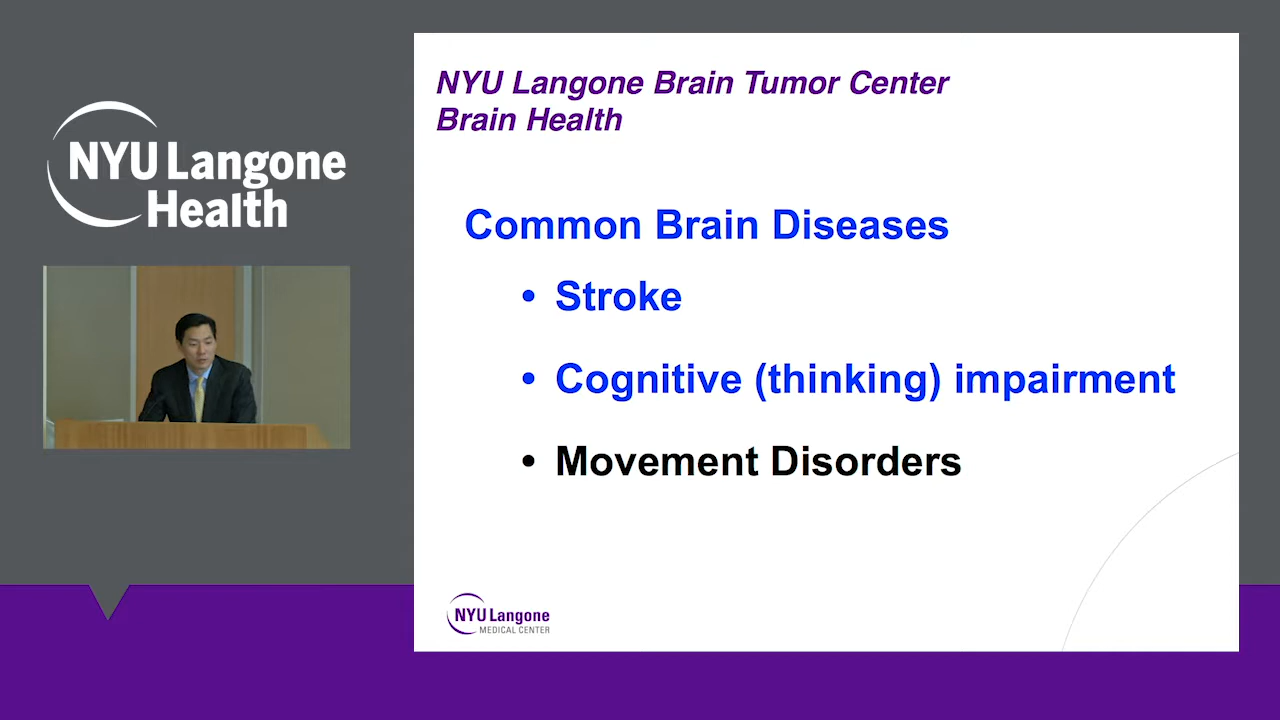 NYU Langone
Health
NYU Langone Brain Tumor Center
Brain Health
Common Brain Diseases
• Stroke
• Cognitive (thinking) impairment
• Movement Disorders
NYU Langone
MEDICAL CENTER